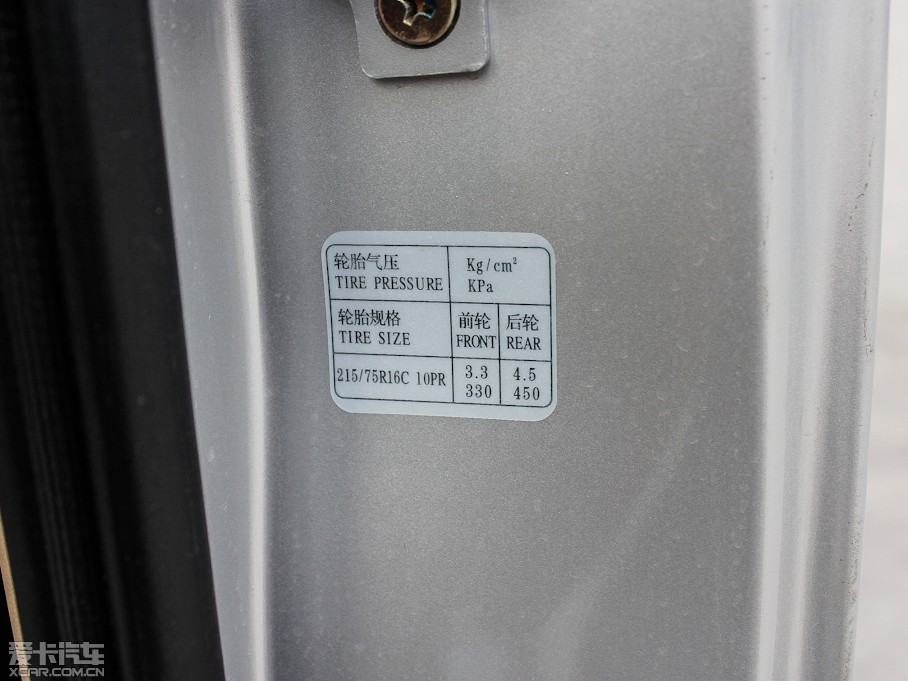 轮胎气压
TIRE PRESSURE
Kg/cm²
KPa
轮胎规格
TIRE SIZE
前轮
FRONT
后轮
REAR
215/75R16C 10PR
3.3
330
4.5
450
爱卡汽车
XCAR.COM.CN